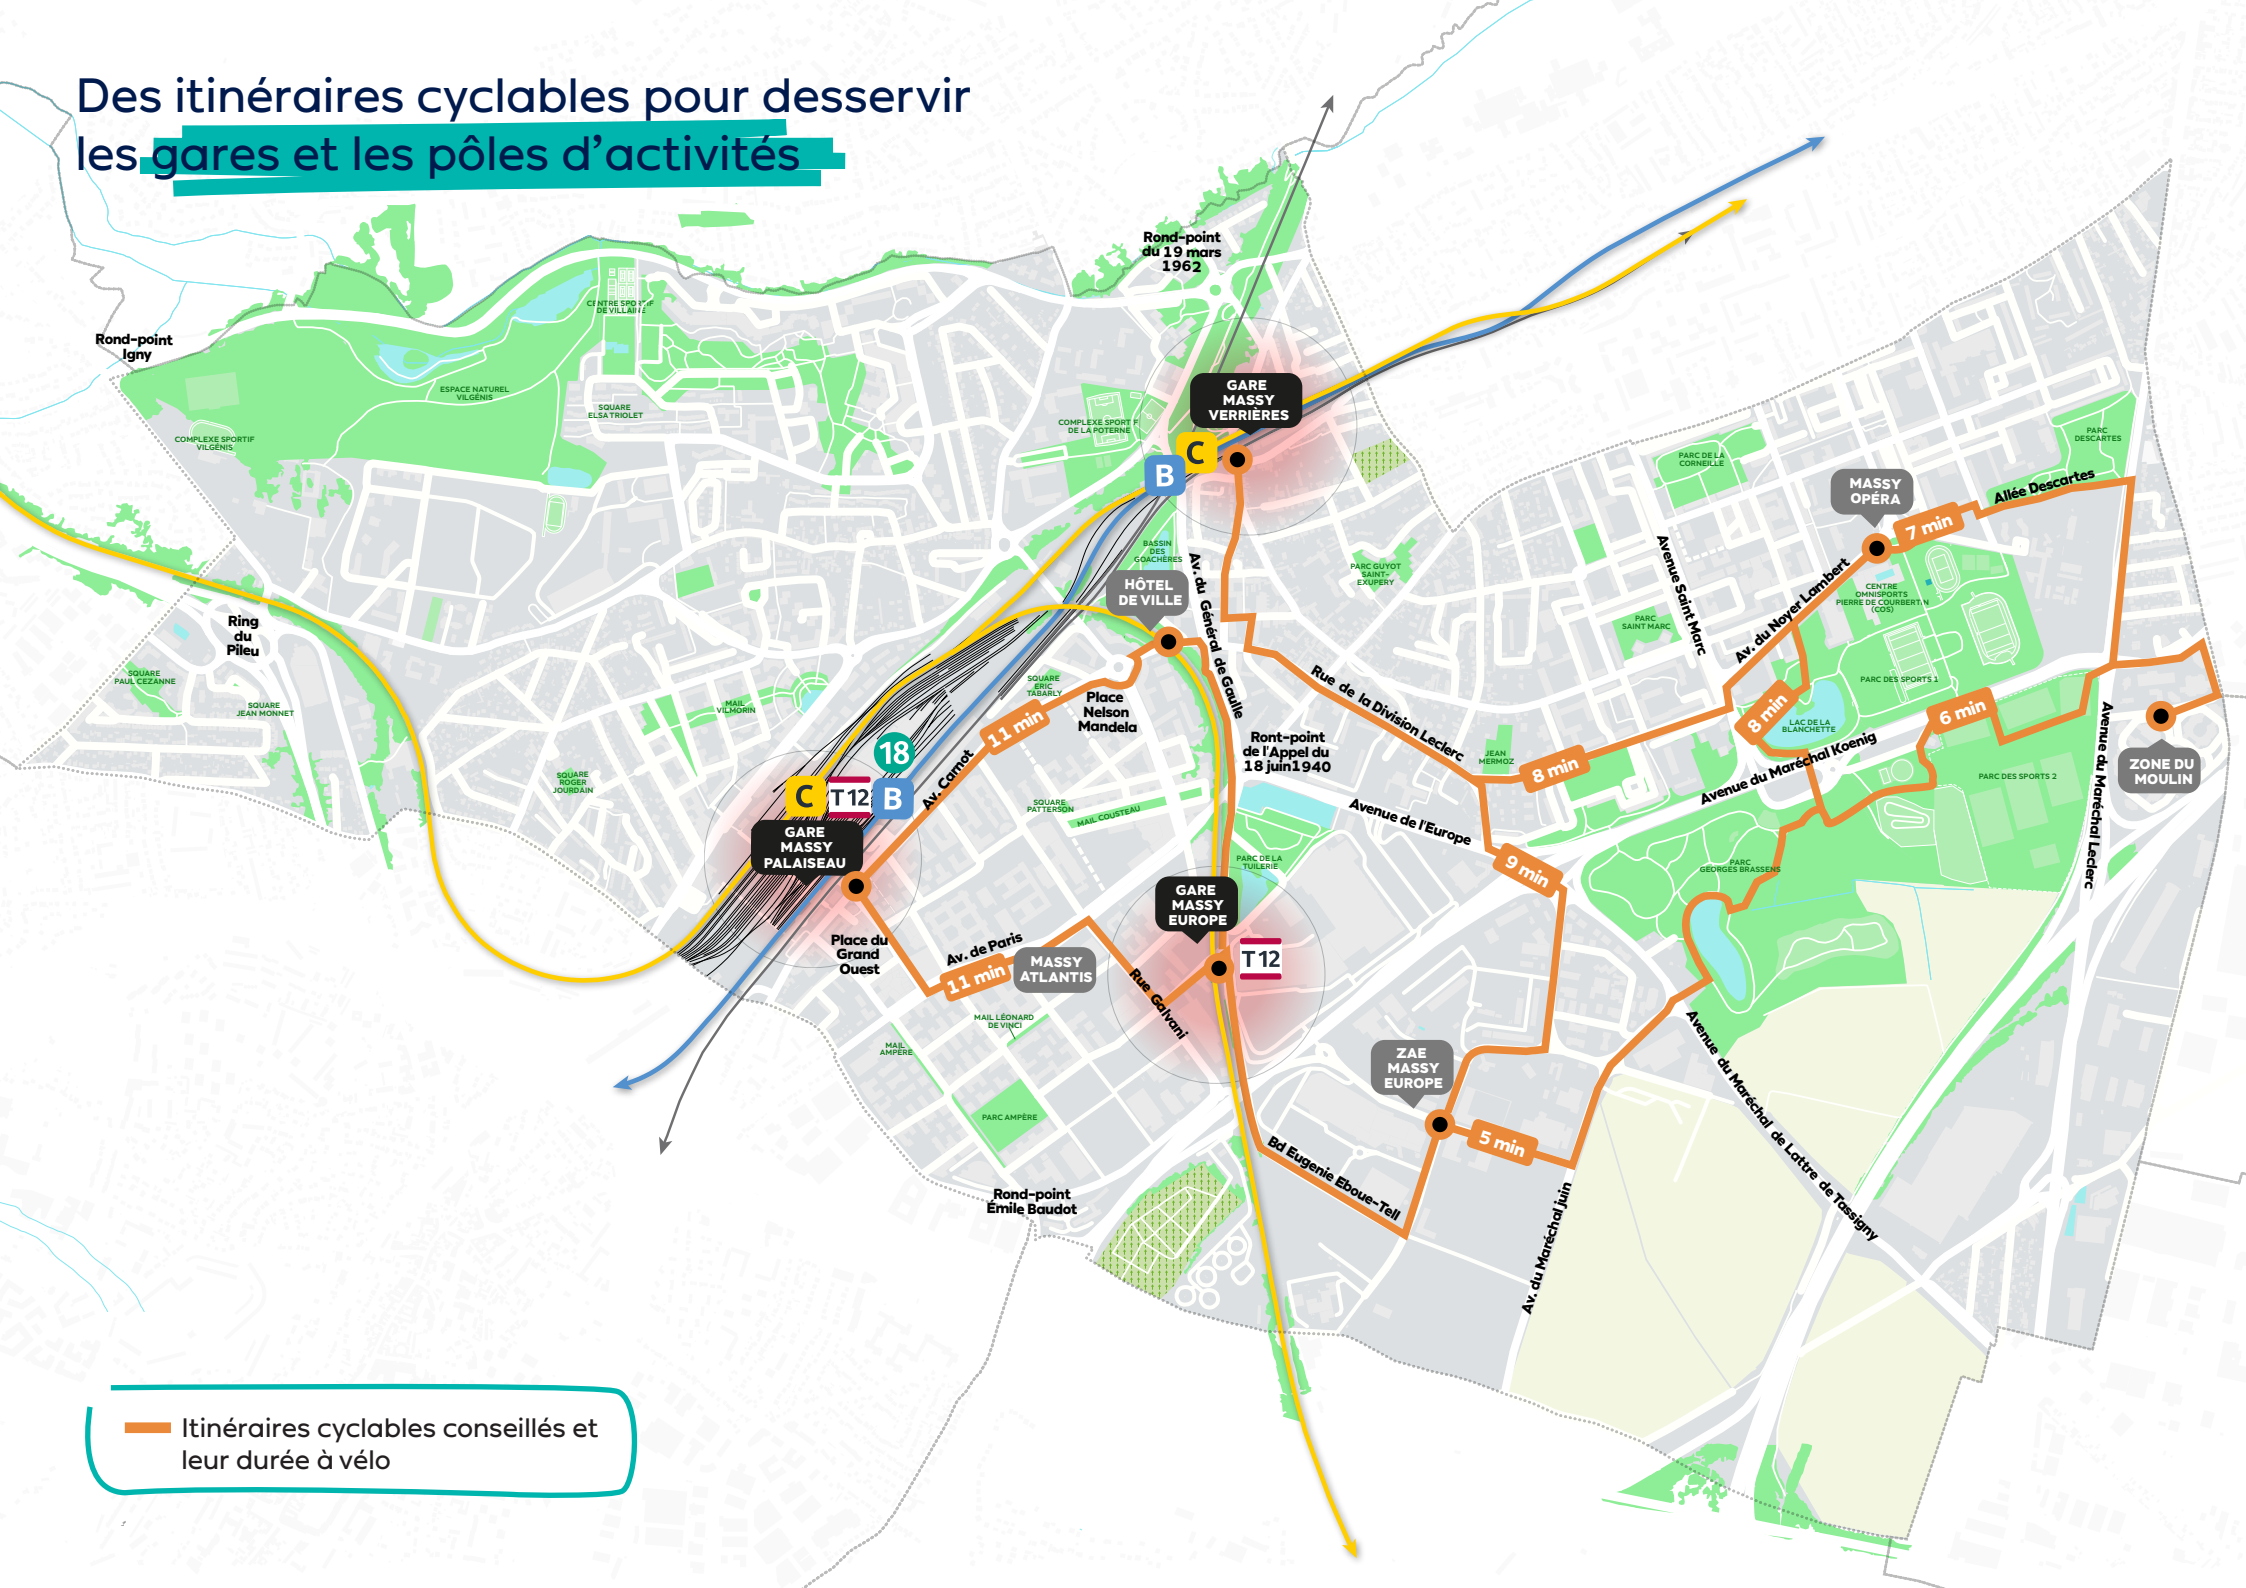 Des itinéraires cyclables pour desservir
les gares et les pôles d'activités
Rond-point
du 19 mars
1962
Rond-point
Igny
CENTRE SPORTIF
DE VILLAINE
ESPACE NATUREL
VILGÉNIS
SQUARE
ELSA TRIOLET
COMPLEXE SPORTIF
VILGÉNIS
COMPLEXE SPORTIF
DE LA POTERNE
GARE
MASSY
VERRIÈRES
C
B
PARC
DESCARTES
PARC DE LA
CORNEILLE
MASSY
OPÉRA
Allée Descartes
7 min
BASSIN
DES
GOACHÈRES
HÔTEL
DE VILLE
Av. du Général de Gaulle
PARC GUYOT
SAINT-
EXUPERY
Avenue Saint Marc
PARC
SAINT MARC
Av. du Noyer Lambert
CENTRE
OMNISPORTS
PIERRE DE COURBERTIN
(COS)
Ring
du
Pileu
SQUARE
PAUL CEZANNE
SQUARE
JEAN MONNET
MAIL
VILMORIN
SQUARE
ERIC
TABARLY
Place
Nelson
Mandela
11 min
Rue de la Division Leclerc
PARC DES SPORTS 1
8 min
LAC DE LA
BLANCHETTE
6 min
Avenue du Maréchal Koenig
Avenue du Maréchal Leclerc
ZONE DU
MOULIN
18
C
T12
B
Av. Carnot
Ront-point
de l'Appel du
18 juin1940
JEAN
MERMOZ
8 min
PARC DES SPORTS 2
SQUARE
ROGER
JOURDAIN
SQUARE
PATTERSON
MAIL COUSTEAU
Avenue de l'Europe
GARE
MASSY
PALAISEAU
PARC DE LA
TUILERIE
9 min
PARC
GEORGES BRASSENS
GARE
MASSY
EUROPE
T12
Place du
Grand
Ouest
Av. de Paris
11 min
MASSY
ATLANTIS
Rue Galvani
MAIL LÉONARD
DE VINCI
MAIL
AMPÈRE
PARC AMPÈRE
ZAE
MASSY
EUROPE
5 min
Avenue du Maréchal de Lattre de Tassigny
Bd Eugenie Eboue-Tell
Av. du Maréchal juin
Rond-point
Émile Baudot
Itinéraires cyclables conseillés et
leur durée à vélo